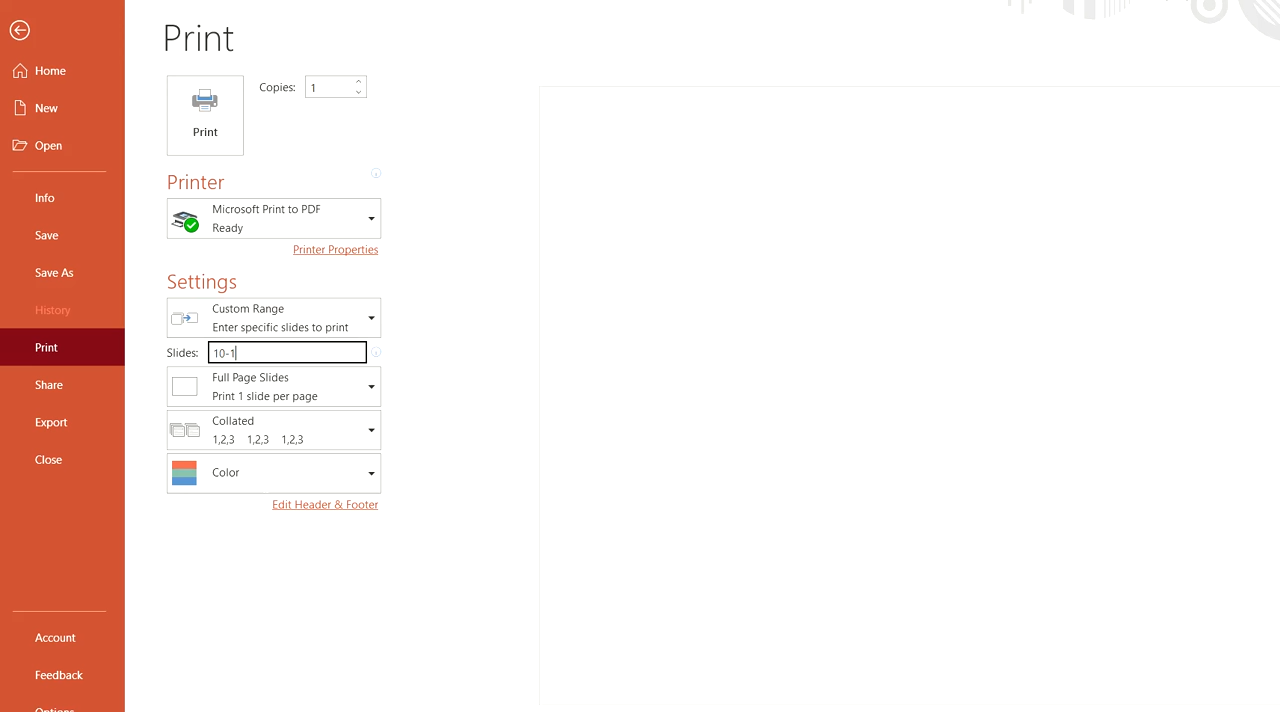 Print
Home
New
Open
Info
Save
Save As
History
Print
Share
Export
Close
Account
Feedback
Options
Print
Copies: 1
Printer
Microsoft Print to PDF
Ready
Printer Properties
Settings
Custom Range
Enter specific slides to print
Slides: 10-1
Full Page Slides
Print 1 slide per page
Collated
1,2,3 1,2,3 1,2,3
Color
Edit Header & Footer